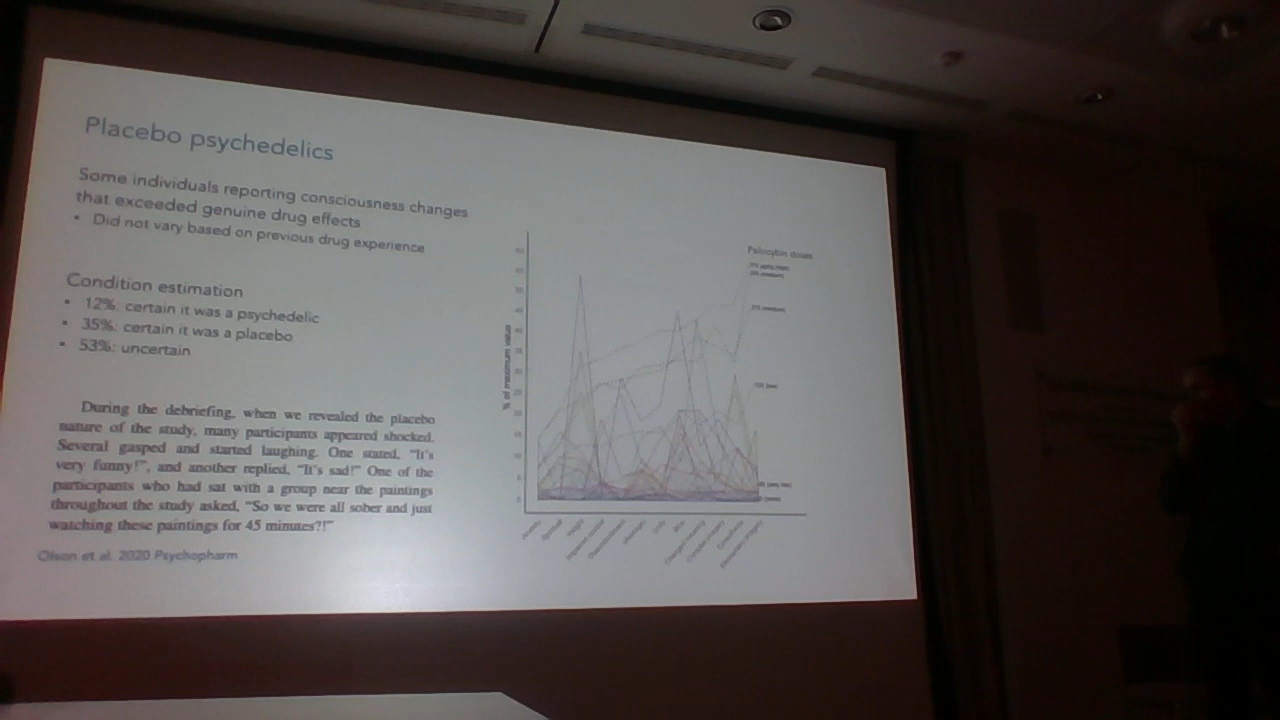 Placebo psychedelics
Some individuals reporting consciousness changes
that exceeded genuine drug effects
• Did not vary based on previous drug experience
Condition estimation
• 12%: certain it was a psychedelic
• 35%: certain it was a placebo
• 53%: uncertain
During the debriefing, when we revealed the placebo
nature of the study, many participants appeared shocked.
Several gasped and started laughing. One stated, "It's
very funny!", and another replied, "It's sad!" One of the
participants who had sat with a group near the paintings
throughout the study asked, "So we were all sober and just
watching these paintings for 45 minutes?!"
Olson et al. 2020 Psychopharm
% of maximum value
Psilocybin doses